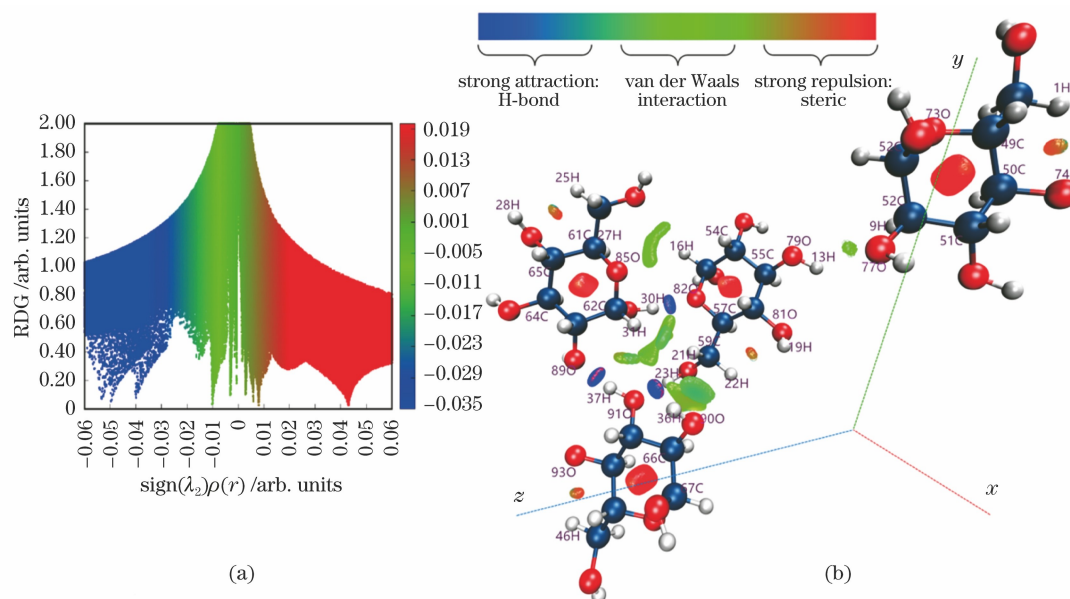 strong attraction:
H-bond
van der Waals
interaction
strong repulsion:
steric
2.00
1.80
1.60
1.40
1.20
1.00
0.80
0.60
0.40
0.20
0
RDG /arb. units
−0.06
−0.05
−0.04
−0.03
−0.02
−0.01
0
0.01
0.02
0.03
0.04
0.05
0.06
sign(λ₂)ρ(r) /arb. units
0.019
0.013
0.007
0.001
−0.005
−0.011
−0.017
−0.023
−0.029
−0.035
(a)
y
1H
73O
49C
52C
50C
74
52C
9H
51C
77O
25H
28H
61C
27H
85O
65C
62C
30H
64C
31H
89O
54C
16H
55C
79O
13H
82O
57C
81O
59C
19H
21H
23H
22H
37H
91O
36H
90O
66C
93O
67C
46H
z
x
(b)